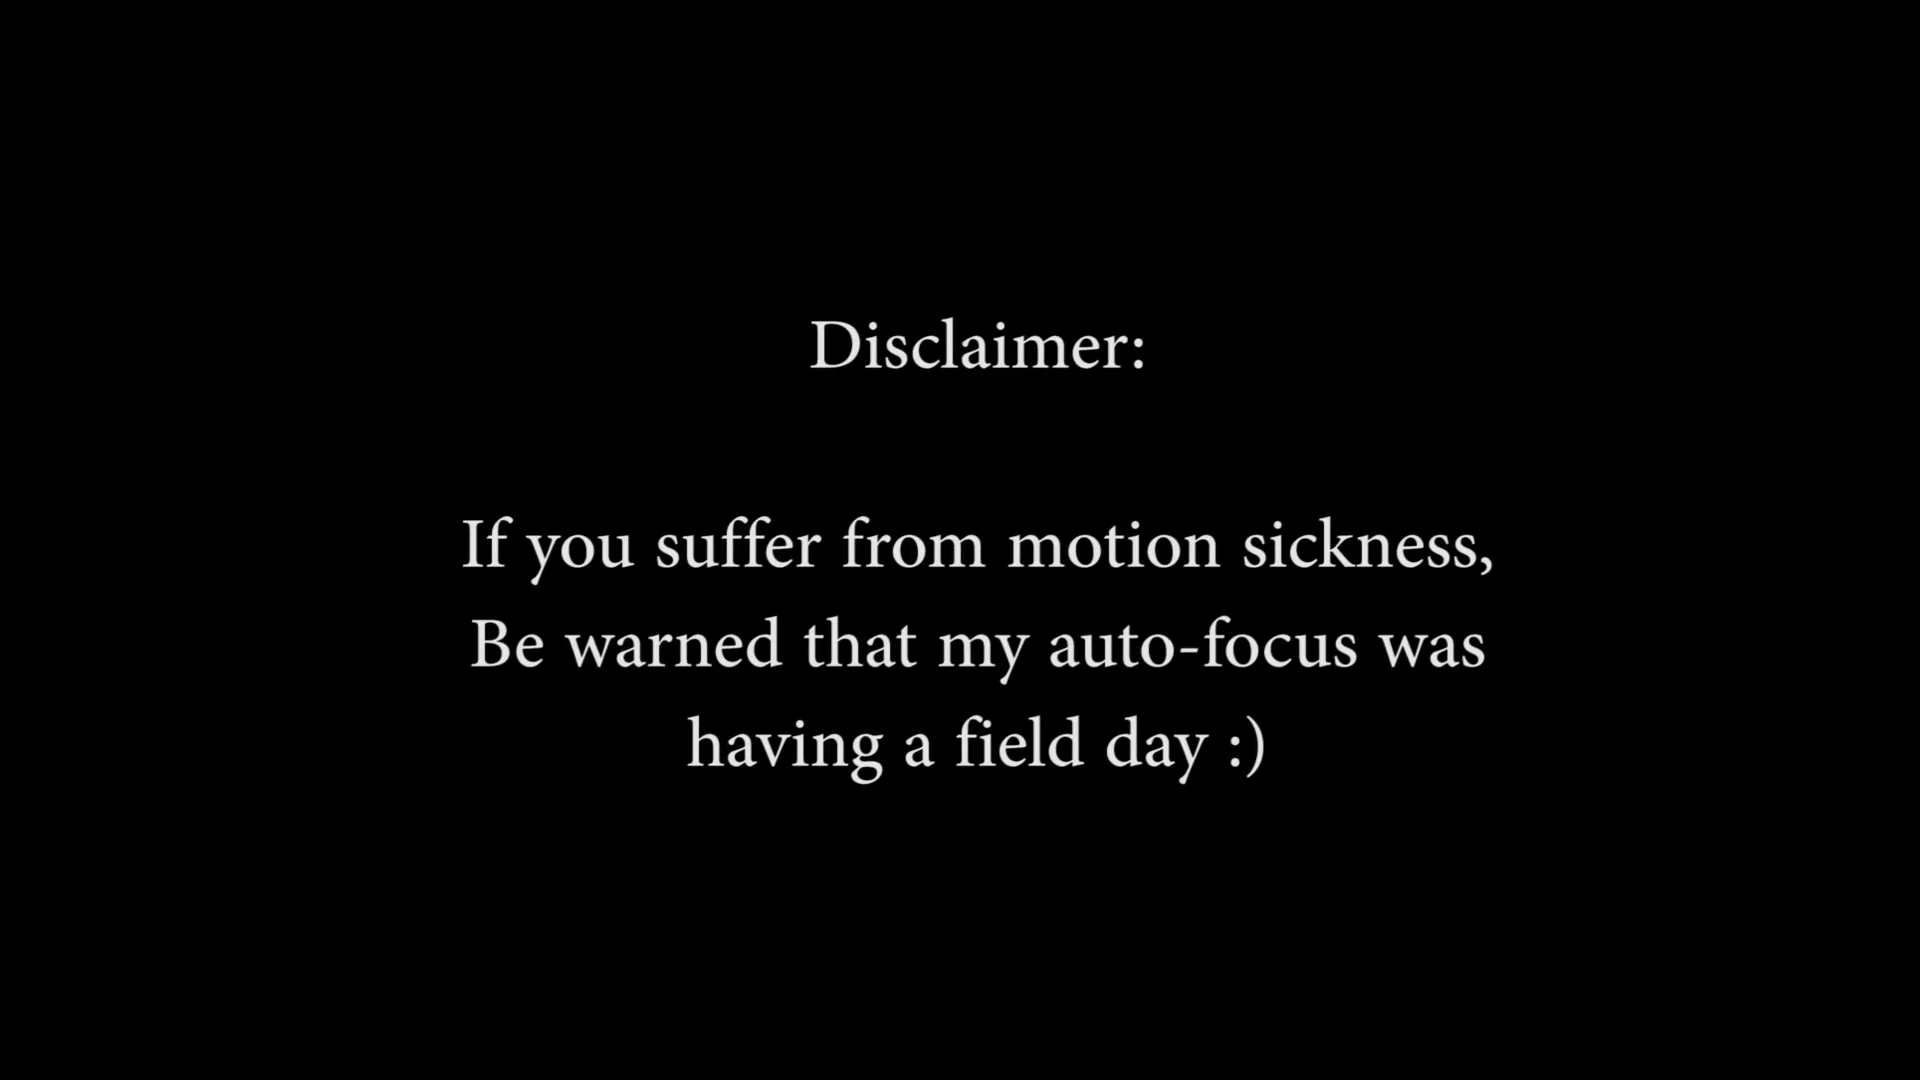 Disclaimer:
If you suffer from motion sickness,
Be warned that my auto-focus was
having a field day :)